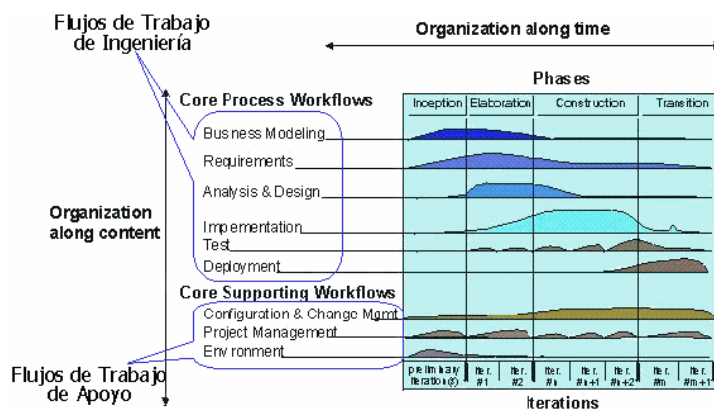 Flujos de Trabajo
de Ingeniería
Organization along time
Phases
Core Process Workflows
Inception
Elaboration
Construction
Transition
Business Modeling
Requirements
Analysis & Design
Organization
along content
Impementation
Test
Deployment
Core Supporting Workflows
Configuration & Change Mgmt
Project Management
Environment
Flujos de Trabajo
de Apoyo
preliminary
iteration(s)
Iter.
#1
Iter.
#2
Iter.
#n
Iter.
#n+1
Iter.
#n+2
Iter.
#m
Iter.
#m+1
Iterations